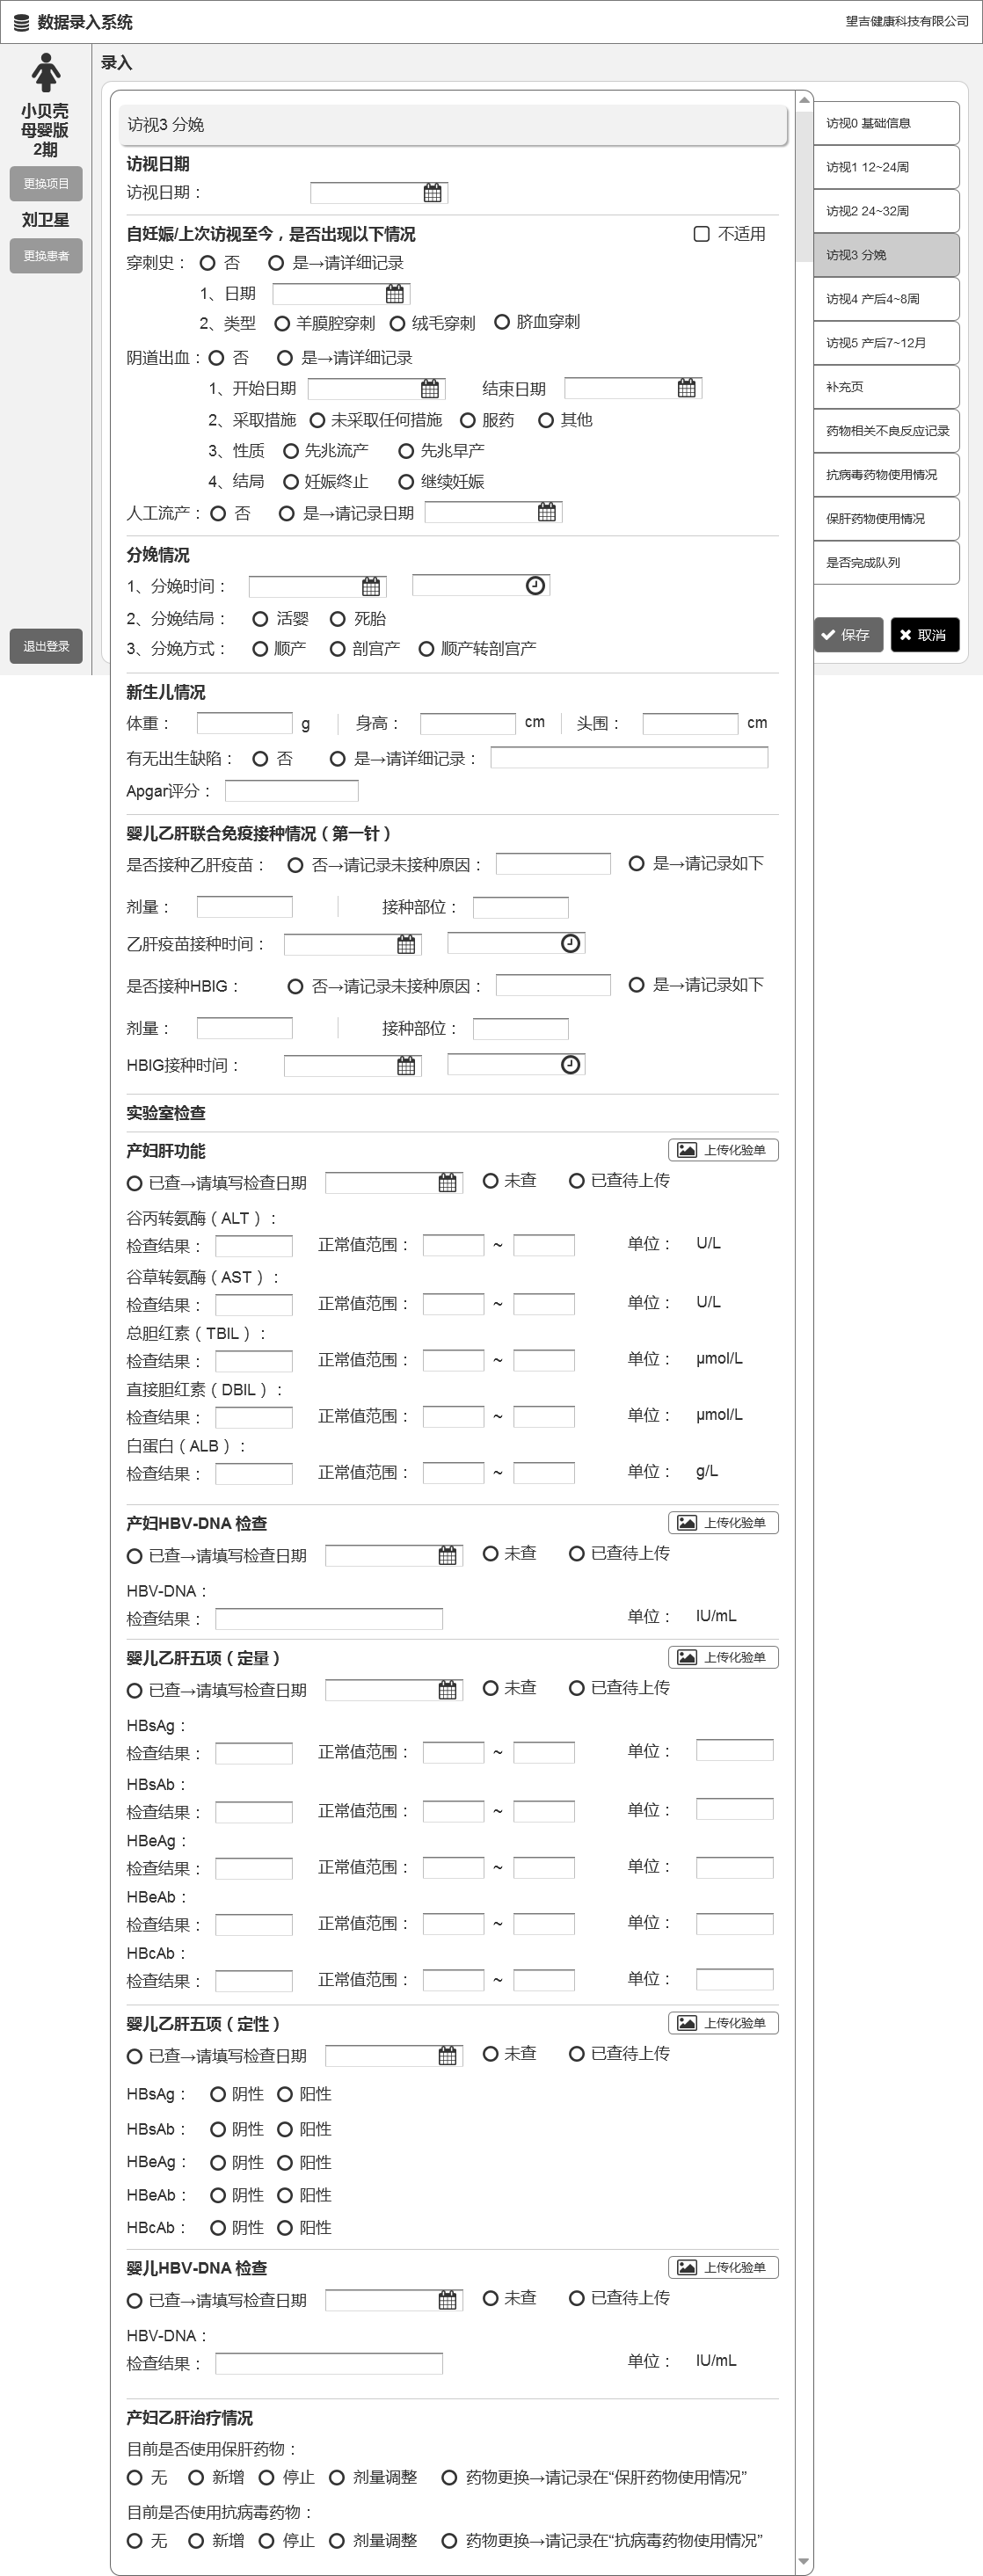 数据录入系统
望吉健康科技有限公司
小贝壳
母婴版
2期
更换项目
刘卫星
更换患者
退出登录
录入
访视3 分娩
访视日期
访视日期：
自妊娠/上次访视至今，是否出现以下情况 不适用
穿刺史： 否 是→请详细记录
1、日期
2、类型 羊膜腔穿刺 绒毛穿刺 脐血穿刺
阴道出血： 否 是→请详细记录
1、开始日期 结束日期
2、采取措施 未采取任何措施 服药 其他
3、性质 先兆流产 先兆早产
4、结局 妊娠终止 继续妊娠
人工流产： 否 是→请记录日期
分娩情况
1、分娩时间：
2、分娩结局： 活婴 死胎
3、分娩方式： 顺产 剖宫产 顺产转剖宫产
新生儿情况
体重： g 身高： cm 头围： cm
有无出生缺陷： 否 是→请详细记录：
Apgar评分：
婴儿乙肝联合免疫接种情况（第一针）
是否接种乙肝疫苗： 否→请记录未接种原因： 是→请记录如下
剂量： 接种部位：
乙肝疫苗接种时间：
是否接种HBIG： 否→请记录未接种原因： 是→请记录如下
剂量： 接种部位：
HBIG接种时间：
实验室检查
产妇肝功能 上传化验单
已查→请填写检查日期 未查 已查待上传
谷丙转氨酶（ALT）：
检查结果： 正常值范围： ~ 单位： U/L
谷草转氨酶（AST）：
检查结果： 正常值范围： ~ 单位： U/L
总胆红素（TBIL）：
检查结果： 正常值范围： ~ 单位： μmol/L
直接胆红素（DBIL）：
检查结果： 正常值范围： ~ 单位： μmol/L
白蛋白（ALB）：
检查结果： 正常值范围： ~ 单位： g/L
产妇HBV-DNA 检查 上传化验单
已查→请填写检查日期 未查 已查待上传
HBV-DNA：
检查结果： 单位： IU/mL
婴儿乙肝五项（定量） 上传化验单
已查→请填写检查日期 未查 已查待上传
HBsAg：
检查结果： 正常值范围： ~ 单位：
HBsAb：
检查结果： 正常值范围： ~ 单位：
HBeAg：
检查结果： 正常值范围： ~ 单位：
HBeAb：
检查结果： 正常值范围： ~ 单位：
HBcAb：
检查结果： 正常值范围： ~ 单位：
婴儿乙肝五项（定性） 上传化验单
已查→请填写检查日期 未查 已查待上传
HBsAg： 阴性 阳性
HBsAb： 阴性 阳性
HBeAg： 阴性 阳性
HBeAb： 阴性 阳性
HBcAb： 阴性 阳性
婴儿HBV-DNA 检查 上传化验单
已查→请填写检查日期 未查 已查待上传
HBV-DNA：
检查结果： 单位： IU/mL
产妇乙肝治疗情况
目前是否使用保肝药物：
无 新增 停止 剂量调整 药物更换→请记录在“保肝药物使用情况”
目前是否使用抗病毒药物：
无 新增 停止 剂量调整 药物更换→请记录在“抗病毒药物使用情况”
访视0 基础信息
访视1 12~24周
访视2 24~32周
访视3 分娩
访视4 产后4~8周
访视5 产后7~12月
补充页
药物相关不良反应记录
抗病毒药物使用情况
保肝药物使用情况
是否完成队列
保存 取消